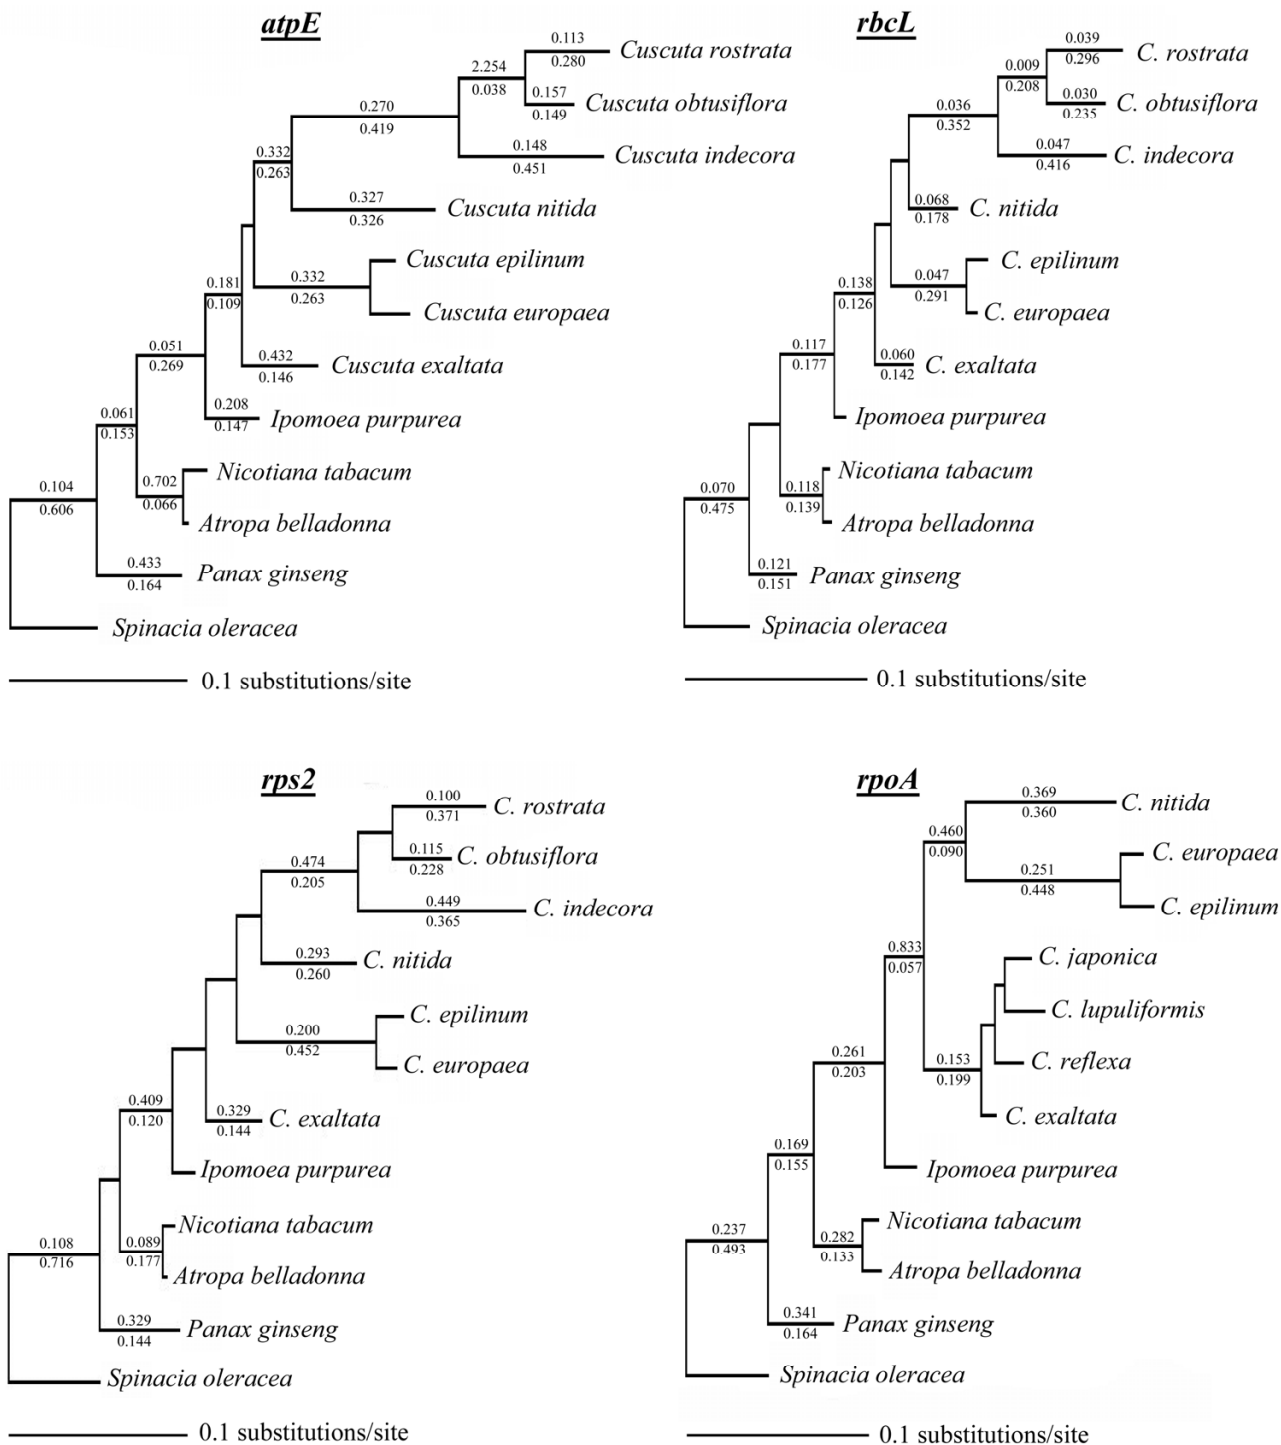 atpE
0.113
0.280
Cuscuta rostrata
2.254
0.038
0.157
0.149
Cuscuta obtusiflora
0.270
0.419
0.148
0.451
Cuscuta indecora
0.332
0.263
0.327
0.326
Cuscuta nitida
Cuscuta epilinum
0.332
0.263
Cuscuta europaea
0.181
0.109
0.432
0.146
Cuscuta exaltata
0.051
0.269
0.208
0.147
Ipomoea purpurea
0.061
0.153
Nicotiana tabacum
0.702
0.066
Atropa belladonna
0.104
0.606
0.433
0.164
Panax ginseng
Spinacia oleracea
0.1 substitutions/site
rbcL
0.039
0.296
C. rostrata
0.009
0.208
0.030
0.235
C. obtusiflora
0.036
0.352
0.047
0.416
C. indecora
0.068
0.178
C. nitida
C. epilinum
0.047
0.291
C. europaea
0.138
0.126
0.060
0.142
C. exaltata
0.117
0.177
Ipomoea purpurea
Nicotiana tabacum
0.118
0.139
Atropa belladonna
0.070
0.475
0.121
0.151
Panax ginseng
Spinacia oleracea
0.1 substitutions/site
rps2
0.100
0.371
C. rostrata
0.115
0.228
C. obtusiflora
0.474
0.205
0.449
0.365
C. indecora
0.293
0.260
C. nitida
C. epilinum
0.200
0.452
C. europaea
0.409
0.120
0.329
0.144
C. exaltata
Ipomoea purpurea
Nicotiana tabacum
0.089
0.177
Atropa belladonna
0.108
0.716
0.329
0.144
Panax ginseng
Spinacia oleracea
0.1 substitutions/site
rpoA
0.369
0.360
C. nitida
0.460
0.090
C. europaea
0.251
0.448
C. epilinum
0.833
0.057
C. japonica
C. lupuliformis
0.153
0.199
C. reflexa
C. exaltata
0.261
0.203
Ipomoea purpurea
0.169
0.155
Nicotiana tabacum
0.282
0.133
Atropa belladonna
0.237
0.493
0.341
0.164
Panax ginseng
Spinacia oleracea
0.1 substitutions/site